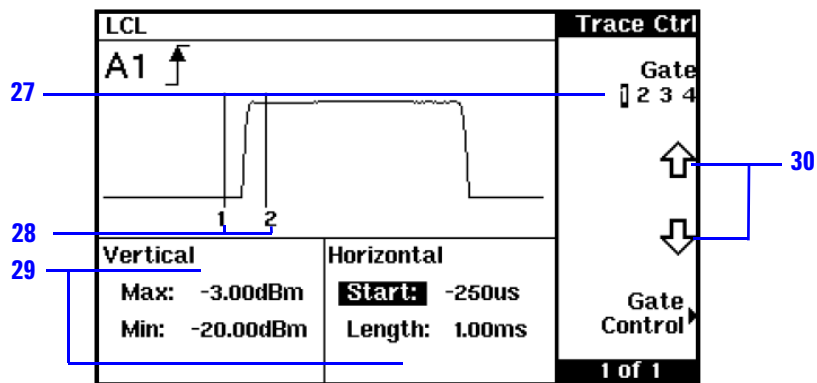 LCL
Trace Ctrl
A1
Gate
1 2 3 4
27
30
1 2
28
29
Vertical
Max: -3.00dBm
Min: -20.00dBm
Horizontal
Start: -250us
Length: 1.00ms
Gate
Control
1 of 1